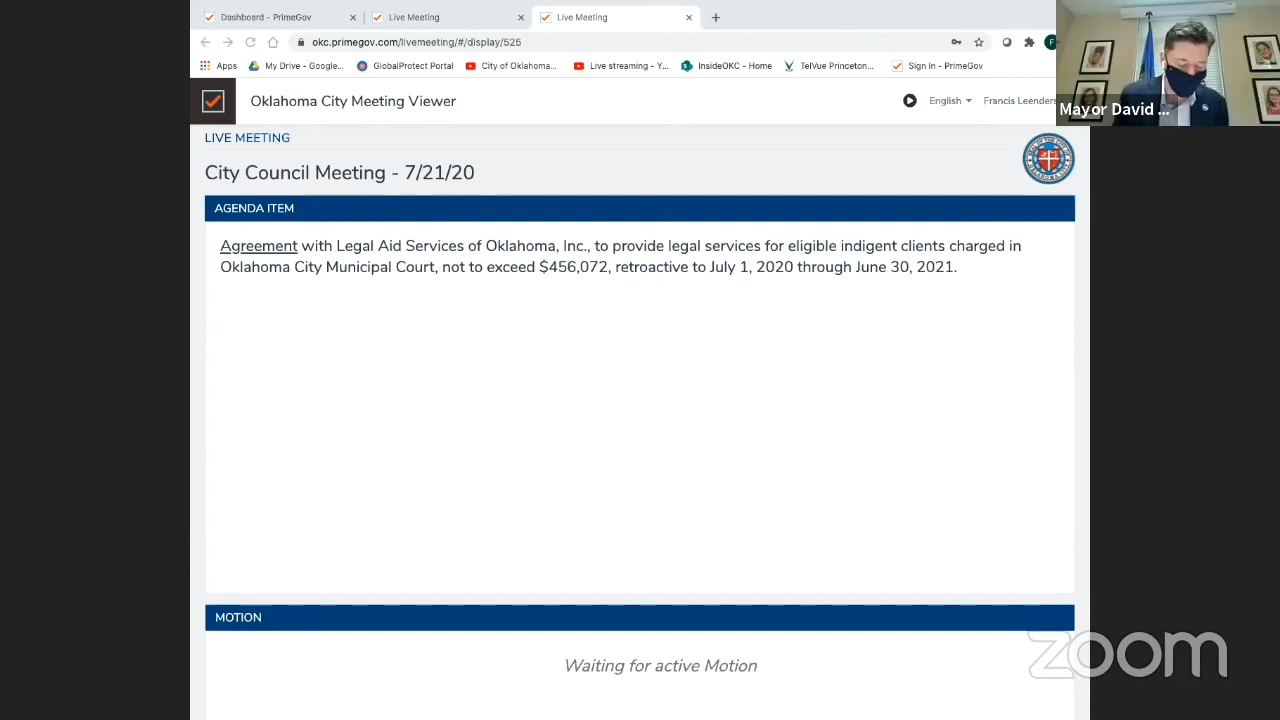 Dashboard - PrimeGov
Live Meeting
Live Meeting
okc.primegov.com/livemeeting/#/display/525
Apps
My Drive - Google...
GlobalProtect Portal
City of Oklahoma...
Live streaming - Y...
InsideOKC - Home
TelVue Princeton...
Sign In - PrimeGov
Oklahoma City Meeting Viewer
English
Francis Leenders
Mayor David ...
LIVE MEETING
City Council Meeting - 7/21/20
AGENDA ITEM
Agreement with Legal Aid Services of Oklahoma, Inc., to provide legal services for eligible indigent clients charged in
Oklahoma City Municipal Court, not to exceed $456,072, retroactive to July 1, 2020 through June 30, 2021.
MOTION
Waiting for active Motion
zoom